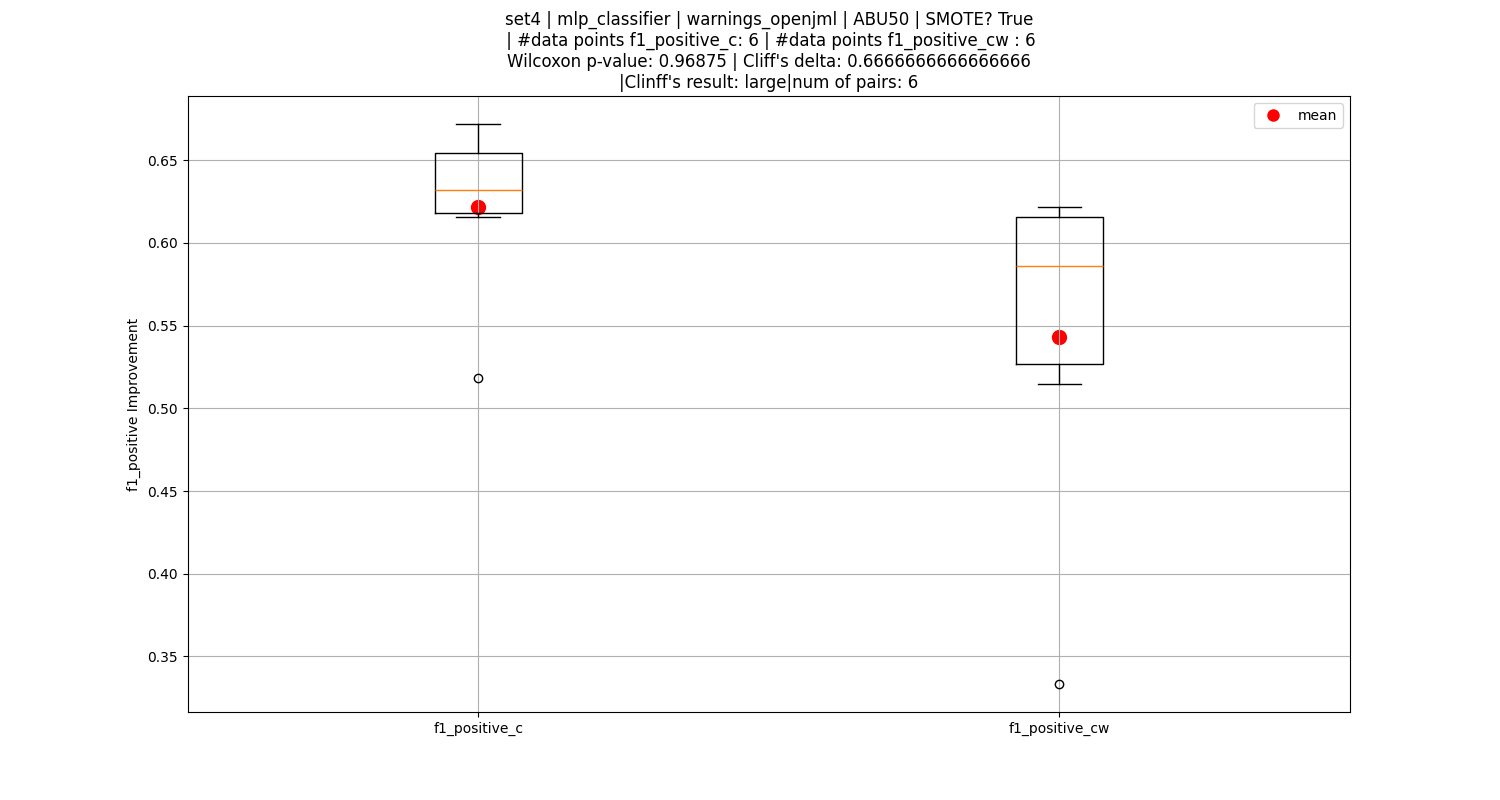 set4 | mlp_classifier | warnings_openjml | ABU50 | SMOTE? True
| #data points f1_positive_c: 6 | #data points f1_positive_cw : 6
Wilcoxon p-value: 0.96875 | Cliff's delta: 0.6666666666666666
|Clinff's result: large|num of pairs: 6
mean
0.65
0.60
0.55
0.50
0.45
0.40
0.35
f1_positive Improvement
f1_positive_c
f1_positive_cw